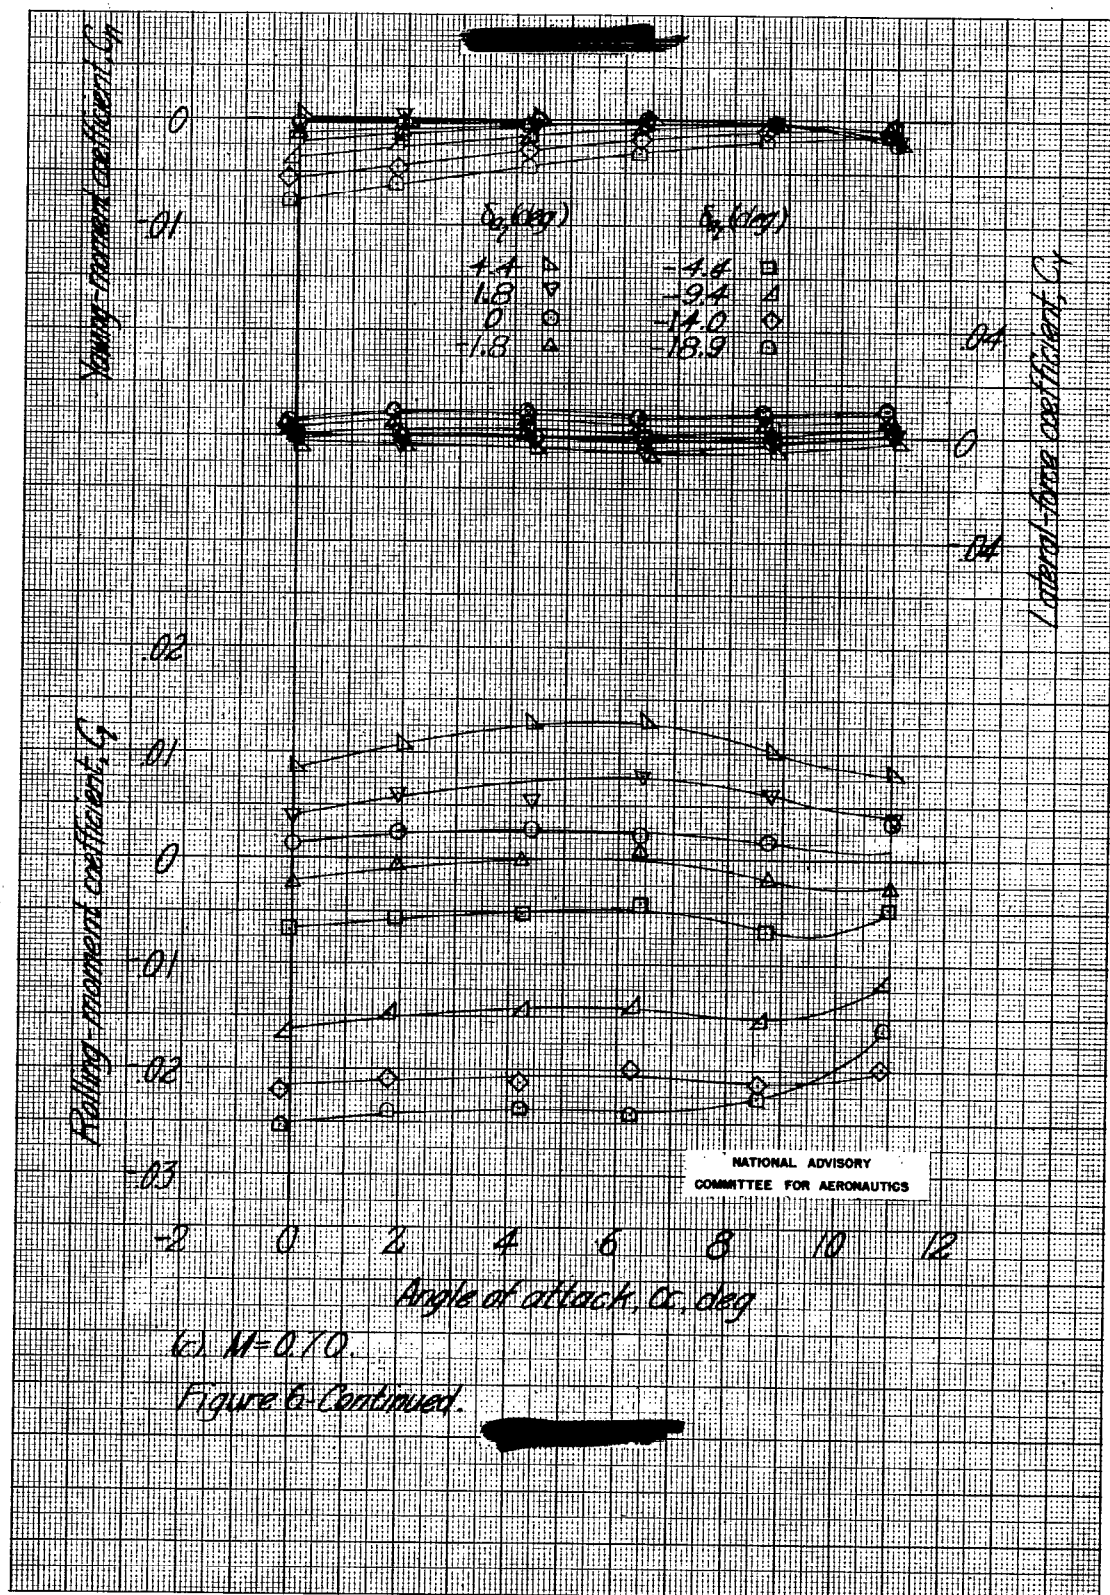 Yawing-moment coefficient, Cn
0
-.01
δa, (deg) δa, (deg)
4.4 -4.4
1.8 -9.4
0 -14.0
-1.8 -18.9
Lateral-force coefficient, CY
.04
0
-.04
Rolling-moment coefficient, Cl
.02
.01
0
-.01
-.02
-.03
NATIONAL ADVISORY
COMMITTEE FOR AERONAUTICS
-2 0 2 4 6 8 10 12
Angle of attack, α, deg
(c) M=0.70.
Figure 6-Continued.